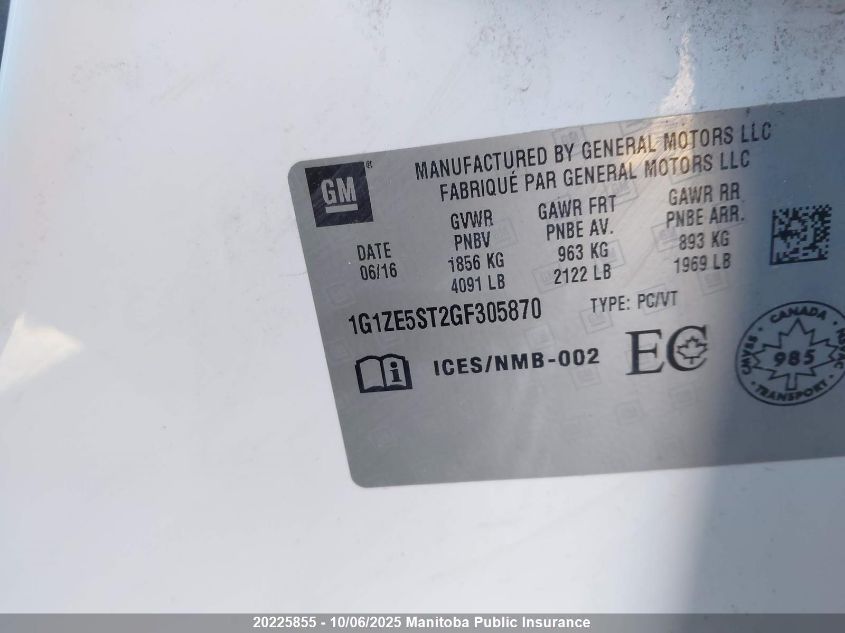 GM
MANUFACTURED BY GENERAL MOTORS LLC
FABRIQUÉ PAR GENERAL MOTORS LLC
DATE
06/16
GVWR
PNBV
1856 KG
4091 LB
GAWR FRT
PNBE AV.
963 KG
2122 LB
GAWR RR
PNBE ARR.
893 KG
1969 LB
1G1ZE5ST2GF305870
TYPE: PC/VT
i ICES/NMB-002 EC
CANADA
985
TRANSPORT
20225855 - 10/06/2025 Manitoba Public Insurance